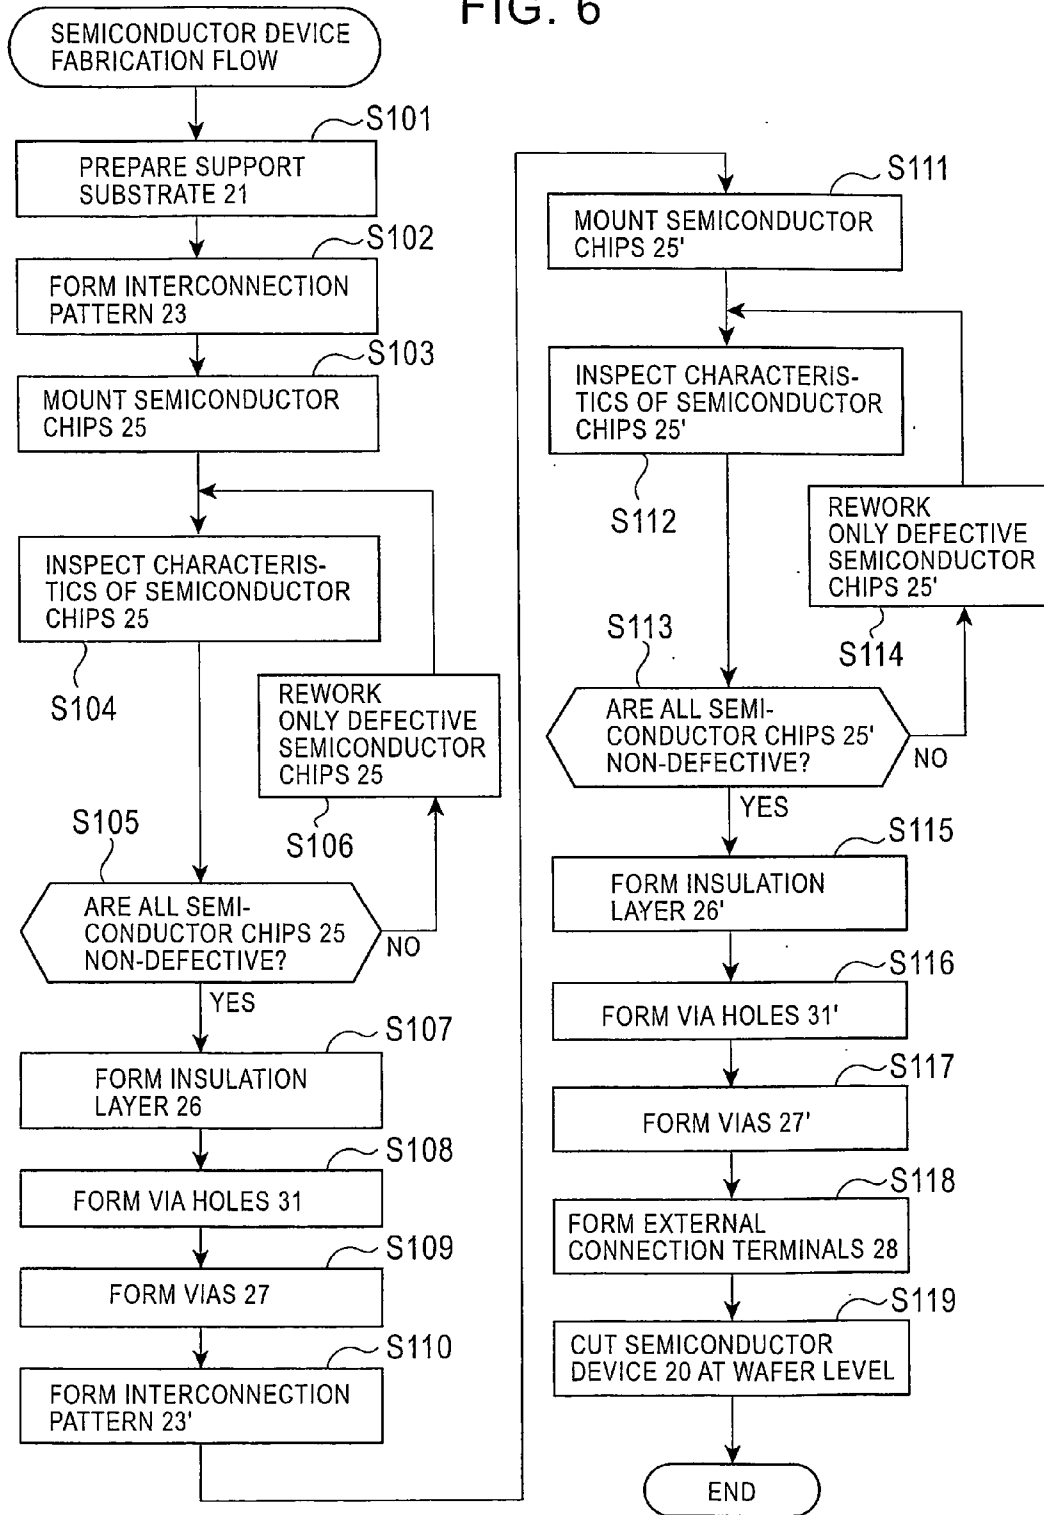 FIG. 6
SEMICONDUCTOR DEVICE
FABRICATION FLOW
S101
PREPARE SUPPORT
SUBSTRATE 21
S102
FORM INTERCONNECTION
PATTERN 23
S103
MOUNT SEMICONDUCTOR
CHIPS 25
INSPECT CHARACTERIS-
TICS OF SEMICONDUCTOR
CHIPS 25
S104
REWORK
ONLY DEFECTIVE
SEMICONDUCTOR
CHIPS 25
S106
S105
ARE ALL SEMI-
CONDUCTOR CHIPS 25
NON-DEFECTIVE?
NO
YES
S107
FORM INSULATION
LAYER 26
S108
FORM VIA HOLES 31
S109
FORM VIAS 27
S110
FORM INTERCONNECTION
PATTERN 23'
S111
MOUNT SEMICONDUCTOR
CHIPS 25'
INSPECT CHARACTERIS-
TICS OF SEMICONDUCTOR
CHIPS 25'
S112
REWORK
ONLY DEFECTIVE
SEMICONDUCTOR
CHIPS 25'
S114
S113
ARE ALL SEMI-
CONDUCTOR CHIPS 25'
NON-DEFECTIVE?
NO
YES
S115
FORM INSULATION
LAYER 26'
S116
FORM VIA HOLES 31'
S117
FORM VIAS 27'
S118
FORM EXTERNAL
CONNECTION TERMINALS 28
S119
CUT SEMICONDUCTOR
DEVICE 20 AT WAFER LEVEL
END